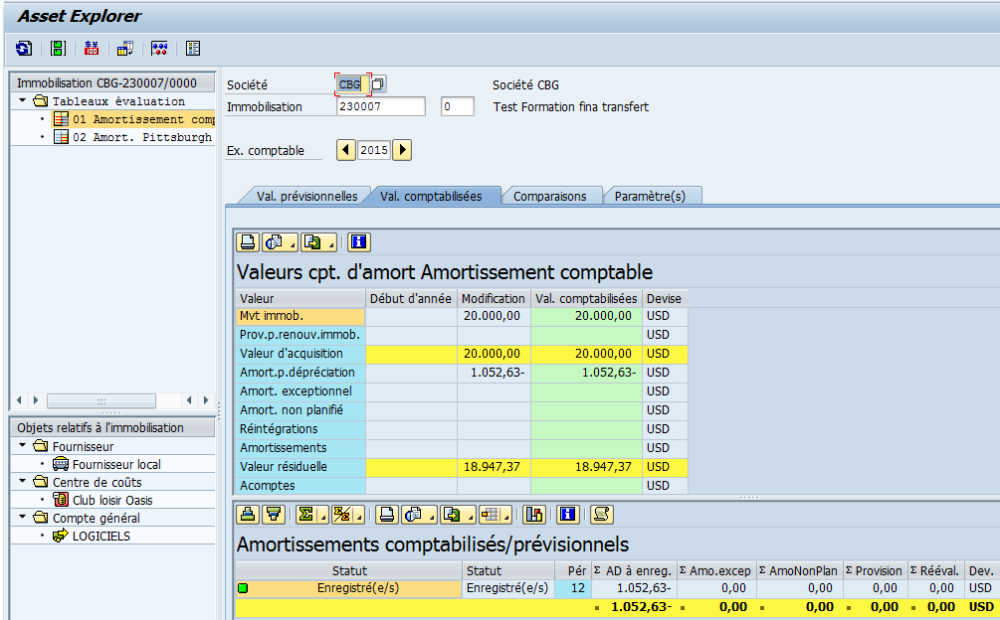 Asset Explorer
Immobilisation CBG-230007/0000
Tableaux évaluation
01 Amortissement comp
02 Amort. Pittsburgh
Société CBG Société CBG
Immobilisation 230007 0 Test Formation fina transfert
Ex. comptable 2015
Val. prévisionnelles Val. comptabilisées Comparaisons Paramètre(s)
Valeurs cpt. d'amort Amortissement comptable
Valeur Début d'année Modification Val. comptabilisées Devise
Mvt immob. 20.000,00 20.000,00 USD
Prov.p.renouv.immob. USD
Valeur d'acquisition 20.000,00 20.000,00 USD
Amort.p.dépréciation 1.052,63- 1.052,63- USD
Amort. exceptionnel USD
Amort. non planifié USD
Réintégrations USD
Amortissements USD
Valeur résiduelle 18.947,37 18.947,37 USD
Acomptes USD
Objets relatifs à l'immobilisation
Fournisseur
Fournisseur local
Centre de coûts
Club loisir Oasis
Compte général
LOGICIELS
Amortissements comptabilisés/prévisionnels
Statut Statut Pér Σ AD à enreg. Σ Amo.excep Σ AmoNonPlan Σ Provision Σ Rééval. Dev.
Enregistré(e/s) Enregistré(e/s) 12 1.052,63- 0,00 0,00 0,00 0,00 USD
1.052,63- 0,00 0,00 0,00 0,00 USD